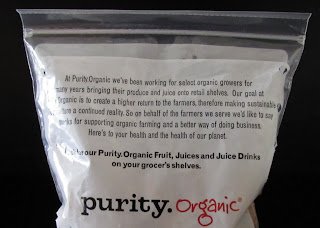 At Purity.Organic we've been working for select organic growers for
many years bringing their produce and juice onto retail shelves. Our goal at
Organic is to create a higher return to the farmers, therefore making sustainable
a continued reality. So on behalf of the farmers we serve we'd like to say
for supporting organic farming and a better way of doing business.
Here's to your health and the health of our planet.
our Purity.Organic Fruit, Juices and Juice Drinks
on your grocer's shelves.
purity.Organic®